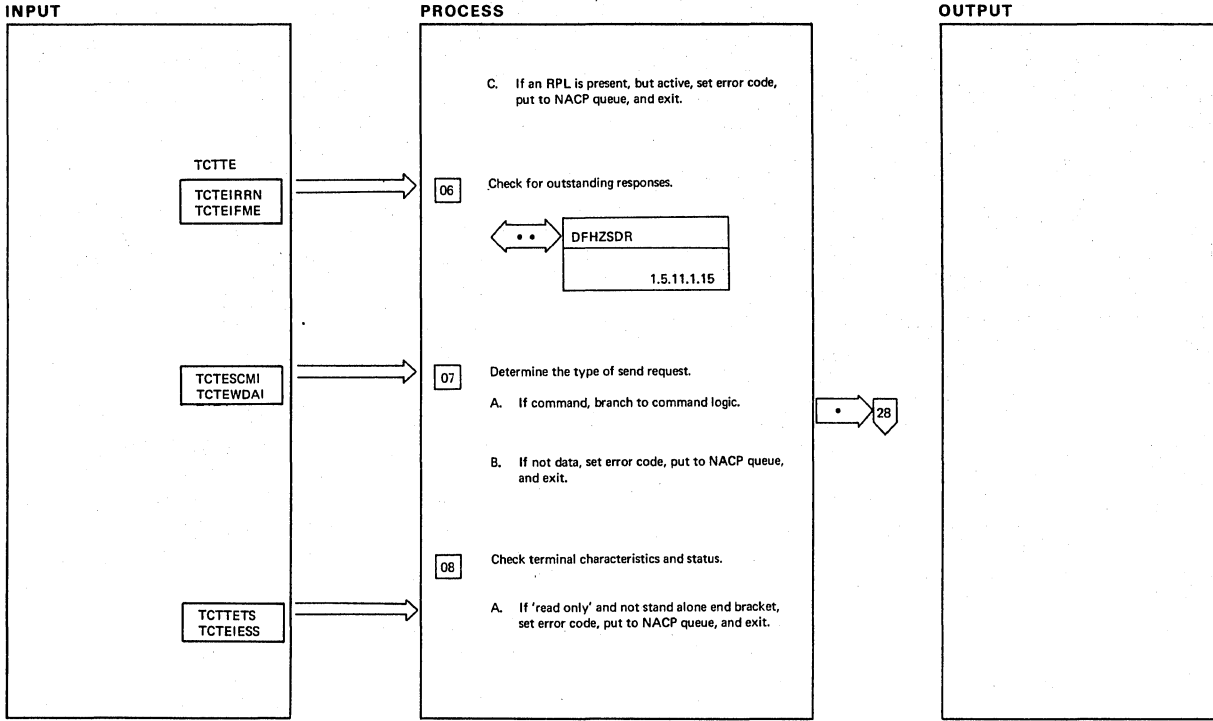 INPUT
PROCESS
OUTPUT
C. If an RPL is present, but active, set error code,
put to NACP queue, and exit.
TCTTE
TCTEIRRN
TCTEIFME
06 Check for outstanding responses.
DFHZSDR
1.5.11.1.15
TCTESCMI
TCTEWDAI
07 Determine the type of send request.
A. If command, branch to command logic.
28
B. If not data, set error code, put to NACP queue,
and exit.
08 Check terminal characteristics and status.
TCTTETS
TCTEIESS
A. If 'read only' and not stand alone end bracket,
set error code, put to NACP queue, and exit.